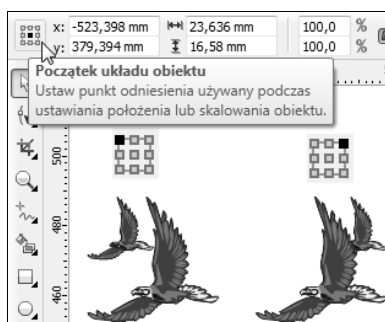 x: -523,398 mm 23,636 mm 100,0 %
y: 379,394 mm 16,58 mm 100,0 %
Początek układu obiektu
Ustaw punkt odniesienia używany podczas
ustawiania położenia lub skalowania obiektu.
500
480
460